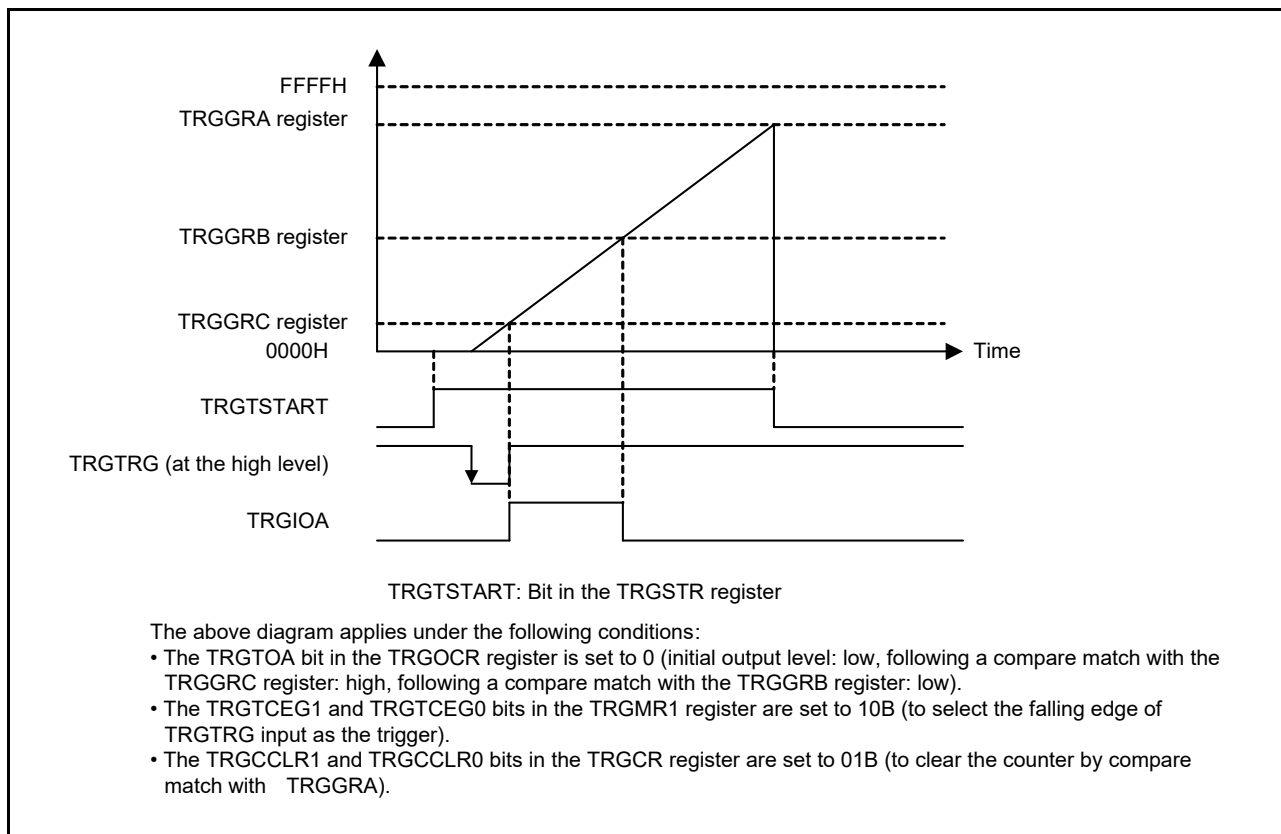 FFFFH
TRGGRA register
TRGGRB register
TRGGRC register
0000H
Time
TRGTSTART
TRGTRG (at the high level)
TRGIOA
TRGTSTART: Bit in the TRGSTR register
The above diagram applies under the following conditions:
• The TRGTOA bit in the TRGOCR register is set to 0 (initial output level: low, following a compare match with the
TRGGRC register: high, following a compare match with the TRGGRB register: low).
• The TRGTCEG1 and TRGTCEG0 bits in the TRGMR1 register are set to 10B (to select the falling edge of
TRGTRG input as the trigger).
• The TRGCCLR1 and TRGCCLR0 bits in the TRGCR register are set to 01B (to clear the counter by compare
match with TRGGRA).